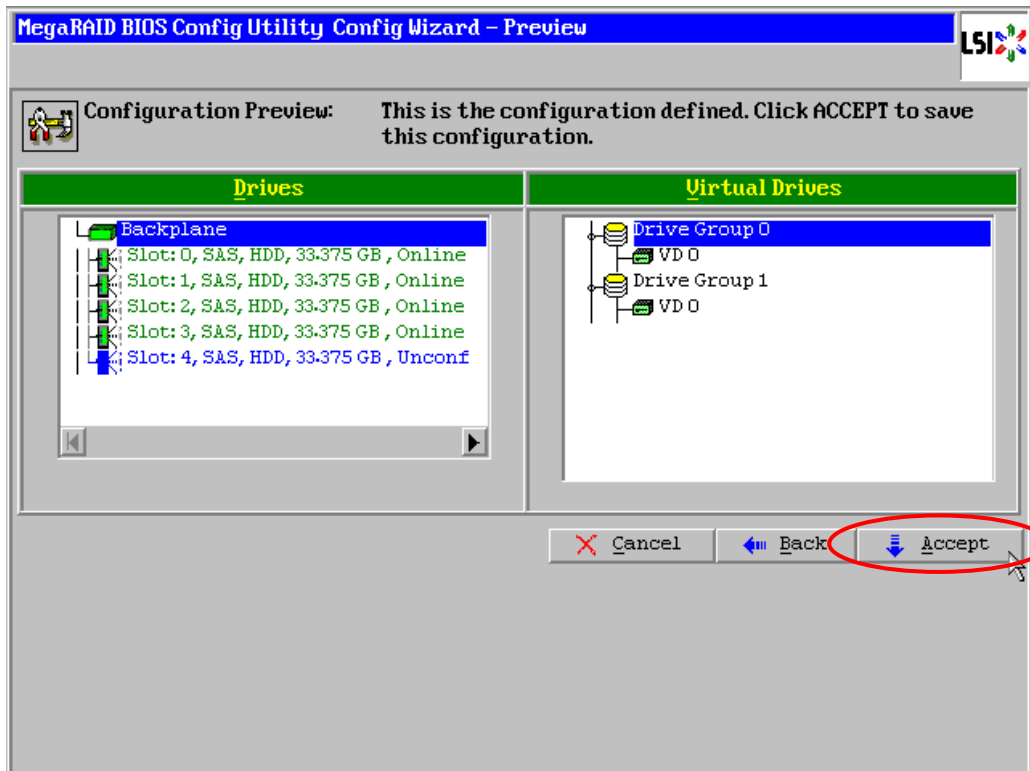 MegaRAID BIOS Config Utility Config Wizard – Preview
LSI
Configuration Preview: This is the configuration defined. Click ACCEPT to save
this configuration.
Drives
Backplane
Slot: 0, SAS, HDD, 33.375 GB , Online
Slot: 1, SAS, HDD, 33.375 GB , Online
Slot: 2, SAS, HDD, 33.375 GB , Online
Slot: 3, SAS, HDD, 33.375 GB , Online
Slot: 4, SAS, HDD, 33.375 GB , Unconf
Virtual Drives
Drive Group 0
VD 0
Drive Group 1
VD 0
Cancel
Back
Accept